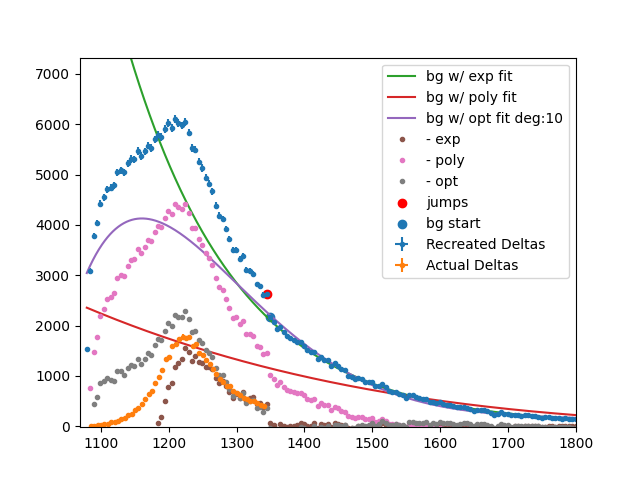 7000
6000
5000
4000
3000
2000
1000
0
1100 1200 1300 1400 1500 1600 1700 1800
bg w/ exp fit
bg w/ poly fit
bg w/ opt fit deg:10
- exp
- poly
- opt
jumps
bg start
Recreated Deltas
Actual Deltas